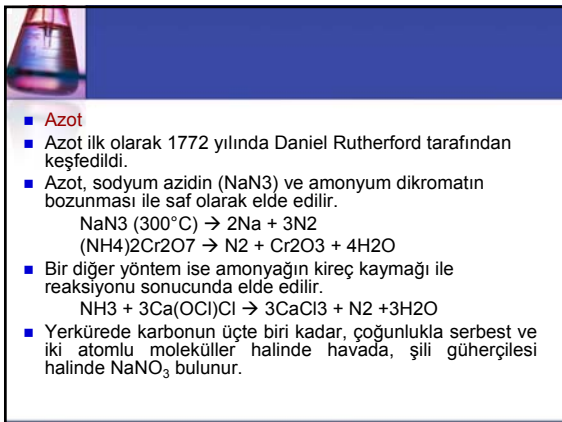 Azot
Azot ilk olarak 1772 yılında Daniel Rutherford tarafından
keşfedildi.
Azot, sodyum azidin (NaN3) ve amonyum dikromatın
bozunması ile saf olarak elde edilir.
NaN3 (300°C) → 2Na + 3N2
(NH4)2Cr2O7 → N2 + Cr2O3 + 4H2O
Bir diğer yöntem ise amonyağın kireç kaymağı ile
reaksiyonu sonucunda elde edilir.
NH3 + 3Ca(OCl)Cl → 3CaCl3 + N2 +3H2O
Yerkürede karbonun üçte biri kadar, çoğunlukla serbest ve
iki atomlu moleküller halinde havada, şili güherçilesi
halinde NaNO₃ bulunur.